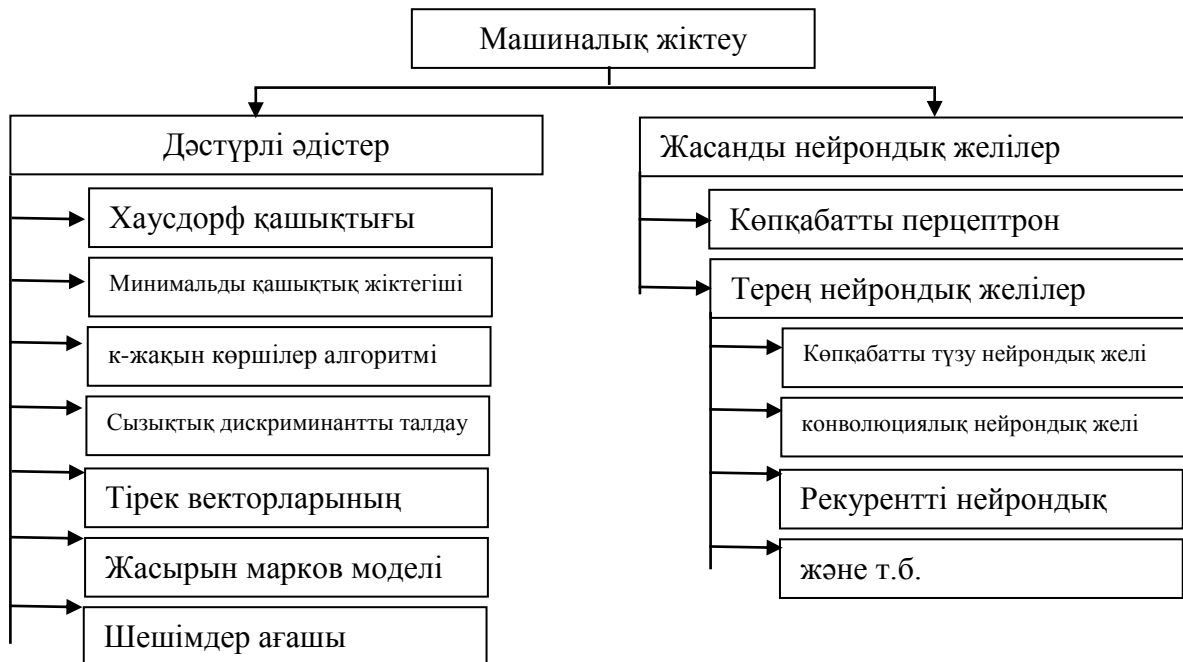 Машиналық жіктеу
Дәстүрлі әдістер
Хаусдорф қашықтығы
Минимальды қашықтық жіктегіші
к-жақын көршілер алгоритмі
Сызықтық дискриминантты талдау
Тірек векторларының
Жасырын марков моделі
Шешімдер ағашы
Жасанды нейрондық желілер
Көпқабатты перцептрон
Терең нейрондық желілер
Көпқабатты түзу нейрондық желі
конволюциялық нейрондық желі
Рекурентті нейрондық
және т.б.